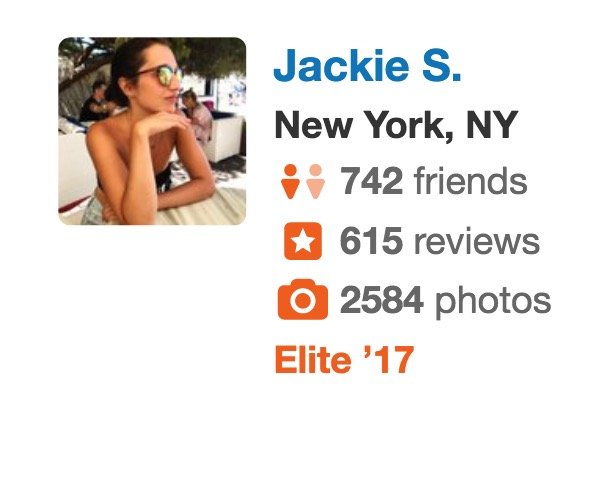 Jackie S.
New York, NY
742 friends
615 reviews
2584 photos
Elite ’17